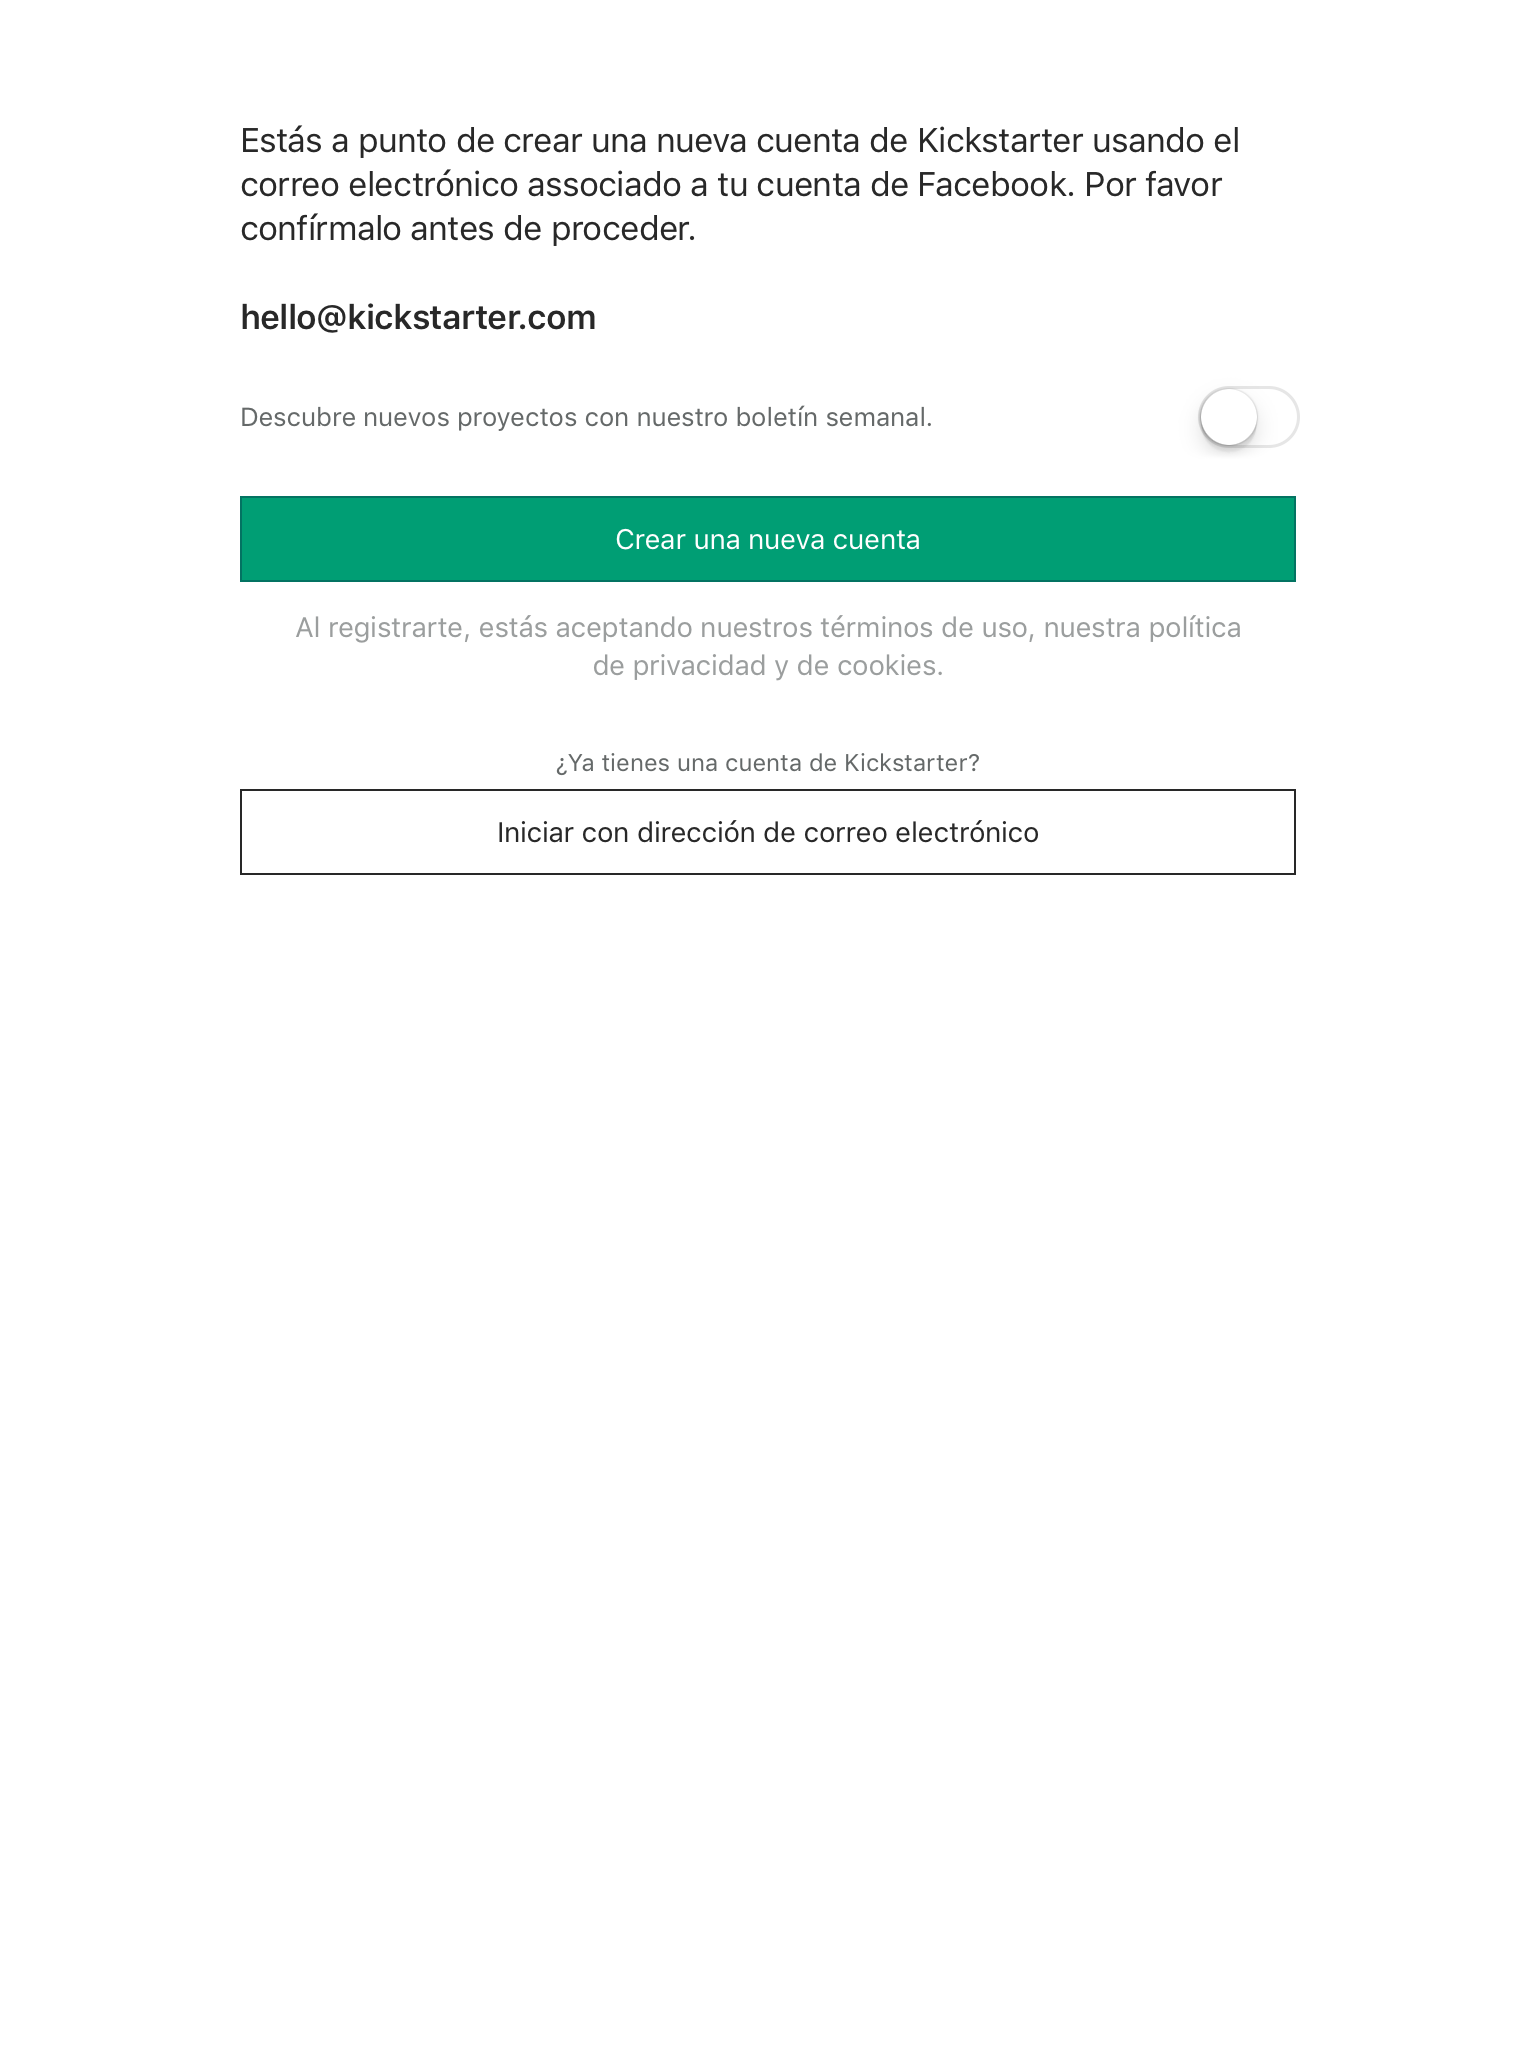 Estás a punto de crear una nueva cuenta de Kickstarter usando el
correo electrónico associado a tu cuenta de Facebook. Por favor
confírmalo antes de proceder.
hello@kickstarter.com
Descubre nuevos proyectos con nuestro boletín semanal.
Crear una nueva cuenta
Al registrarte, estás aceptando nuestros términos de uso, nuestra política
de privacidad y de cookies.
¿Ya tienes una cuenta de Kickstarter?
Iniciar con dirección de correo electrónico